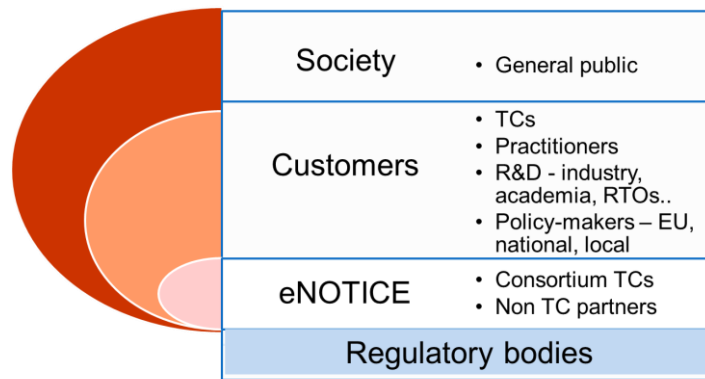 Society
• General public
Customers
• TCs
• Practitioners
• R&D - industry,
academia, RTOs..
• Policy-makers – EU,
national, local
eNOTICE
• Consortium TCs
• Non TC partners
Regulatory bodies